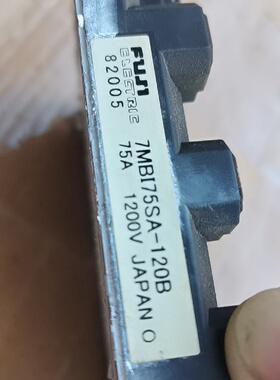 FUJI
ELECTRIC
82005
7MBI75SA-120B
75A 1200V JAPAN O